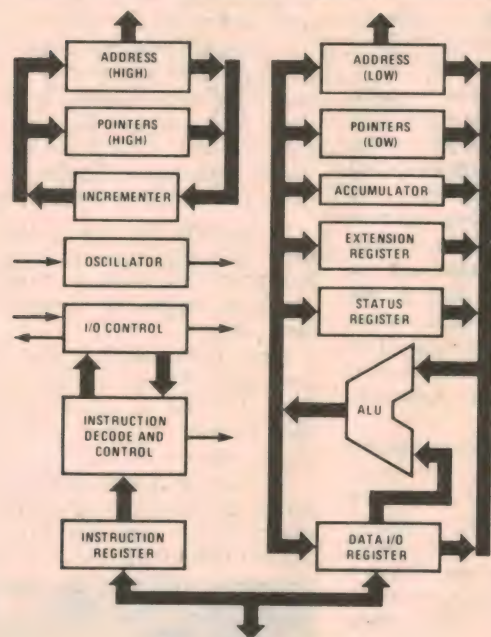 ADDRESS
(HIGH)
POINTERS
(HIGH)
INCREMENTER
OSCILLATOR
I/O CONTROL
INSTRUCTION
DECODE AND
CONTROL
INSTRUCTION
REGISTER
ADDRESS
(LOW)
POINTERS
(LOW)
ACCUMULATOR
EXTENSION
REGISTER
STATUS
REGISTER
ALU
DATA I/O
REGISTER